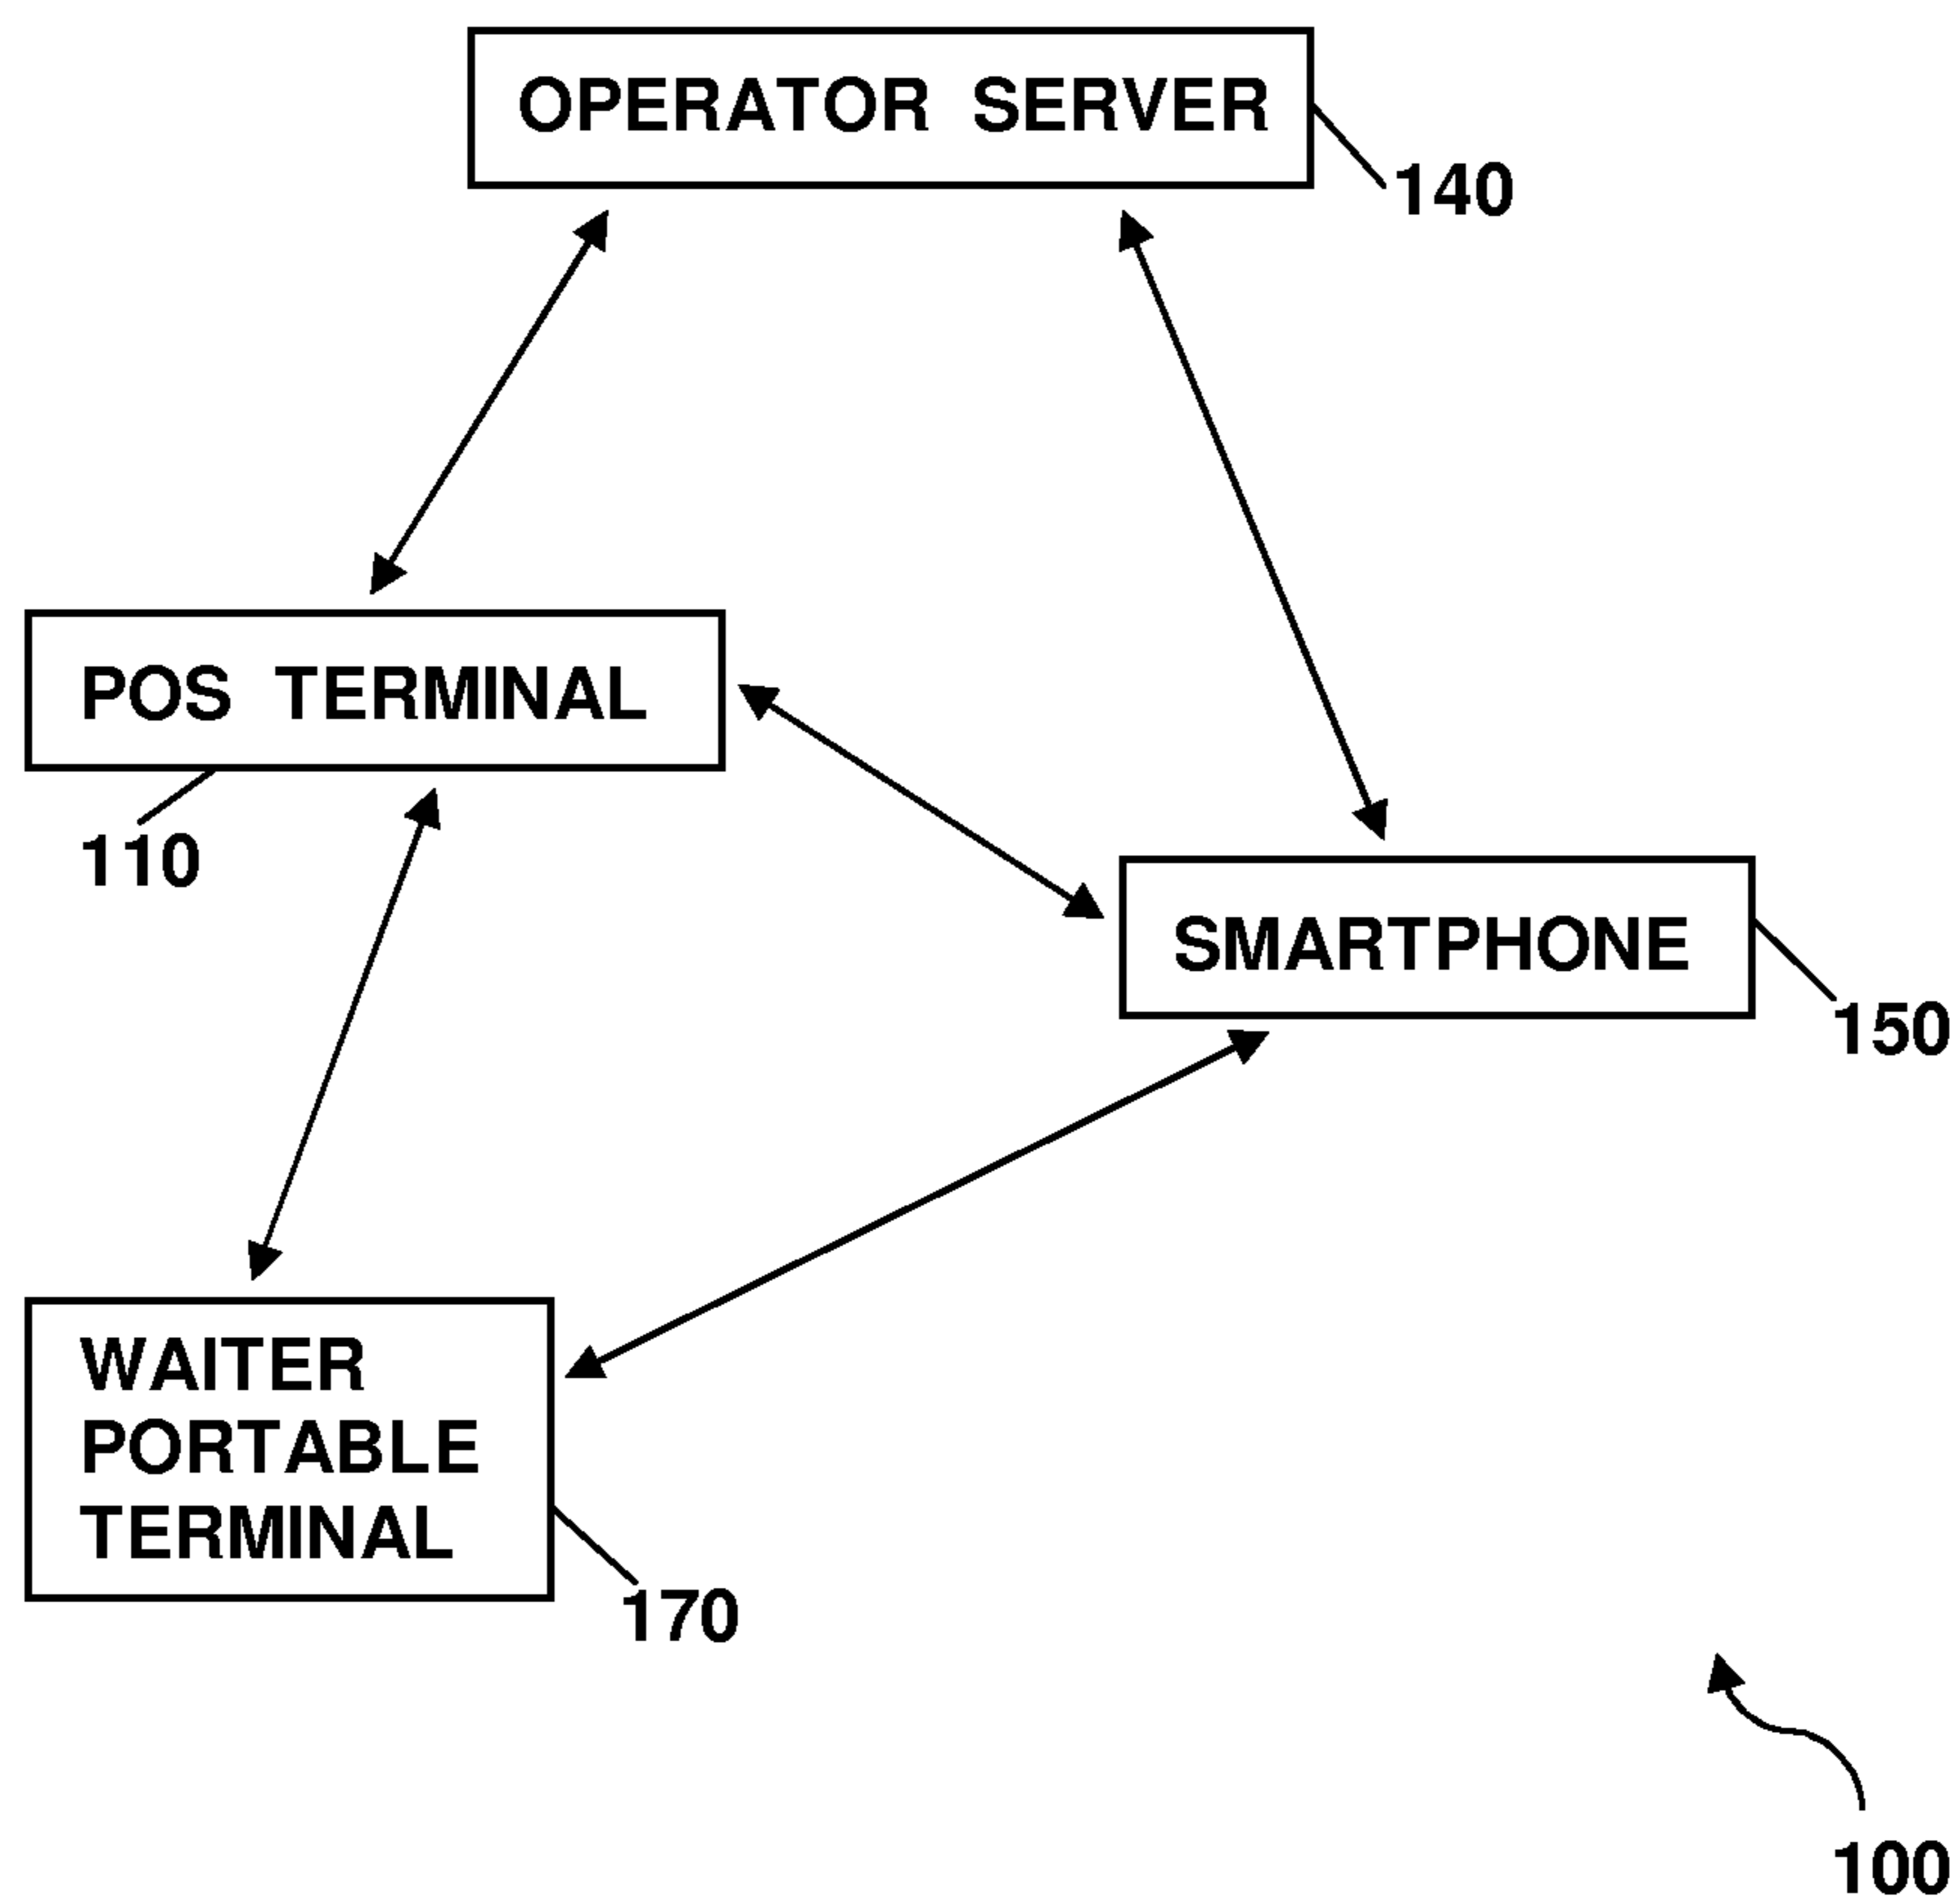 OPERATOR SERVER
140
POS TERMINAL
110
SMARTPHONE
150
WAITER
PORTABLE
TERMINAL
170
100